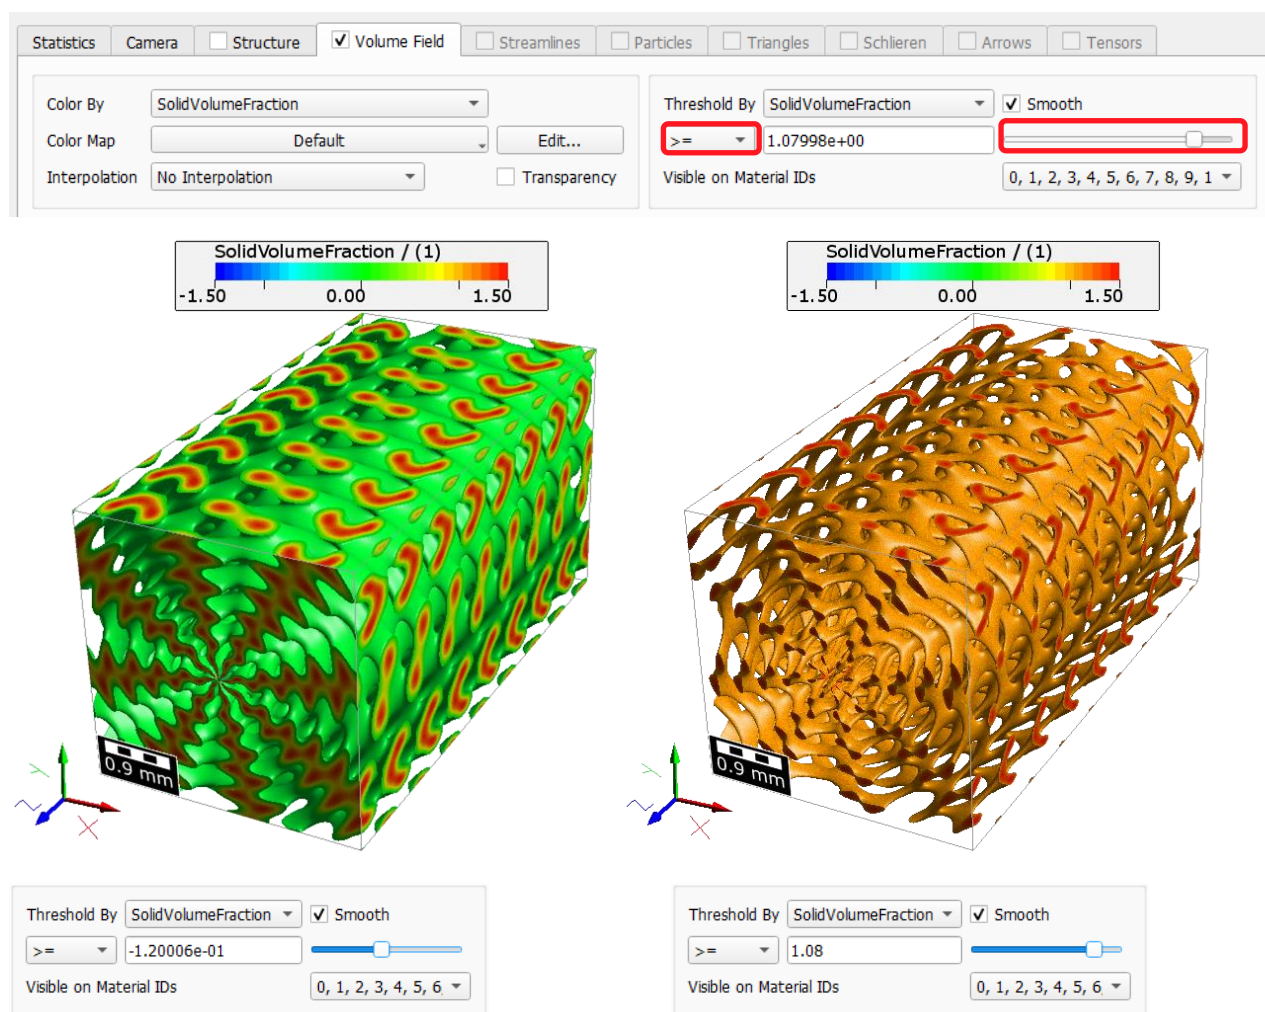 Statistics Camera Structure Volume Field Streamlines Particles Triangles Schlieren Arrows Tensors
Color By SolidVolumeFraction Threshold By SolidVolumeFraction Smooth
Color Map Default Edit... >= 1.07998e+00
Interpolation No Interpolation Transparency Visible on Material IDs 0, 1, 2, 3, 4, 5, 6, 7, 8, 9, 1
SolidVolumeFraction / (1) SolidVolumeFraction / (1)
-1.50 0.00 1.50 -1.50 0.00 1.50
0.9 mm 0.9 mm
y y
Z Z
X X
Threshold By SolidVolumeFraction Smooth Threshold By SolidVolumeFraction Smooth
>= -1.20006e-01 >= 1.08
Visible on Material IDs 0, 1, 2, 3, 4, 5, 6, Visible on Material IDs 0, 1, 2, 3, 4, 5, 6,